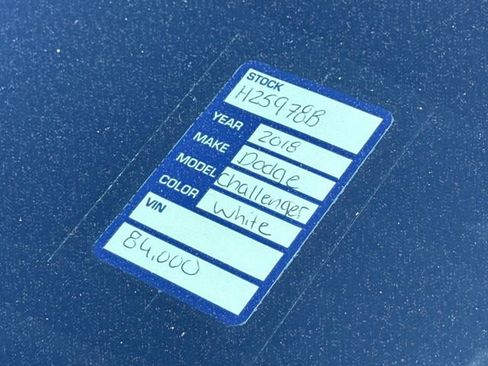 STOCK
H25978B
YEAR 2018
MAKE Dodge
MODEL Challenger
COLOR White
VIN
84,000